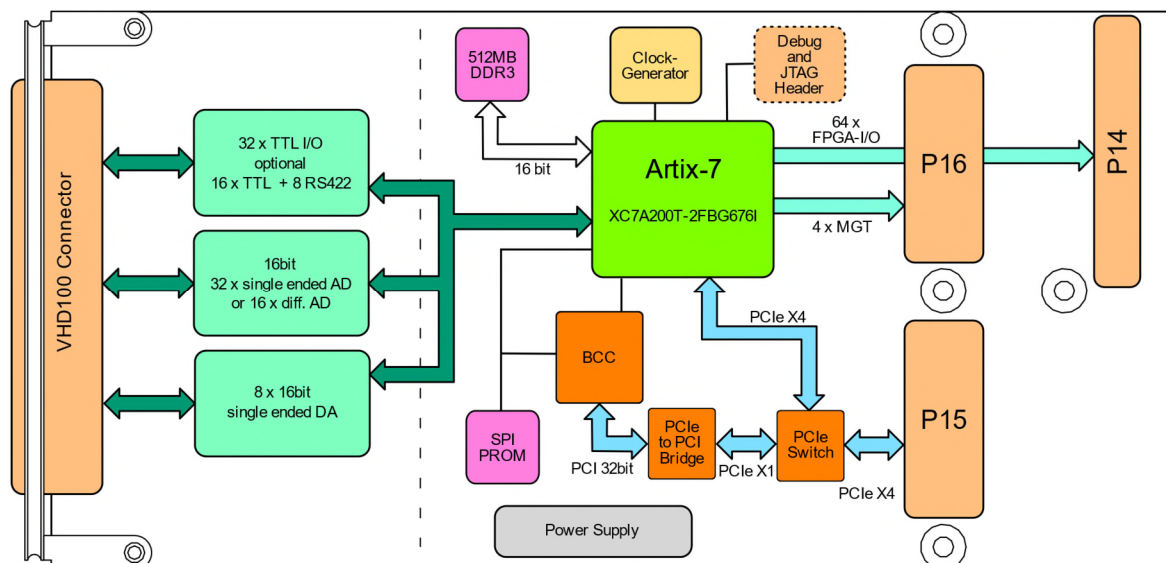 VHD100 Connector
32 x TTL I/O
optional
16 x TTL + 8 RS422
16bit
32 x single ended AD
or 16 x diff. AD
8 x 16bit
single ended DA
512MB
DDR3
16 bit
Clock-
Generator
Debug
and
JTAG
Header
Artix-7
XC7A200T-2FBG676I
64 x
FPGA-I/O
4 x MGT
P16
P14
PCIe X4
BCC
SPI
PROM
PCI 32bit
PCIe
to PCI
Bridge
PCIe X1
PCIe
Switch
PCIe X4
P15
Power Supply